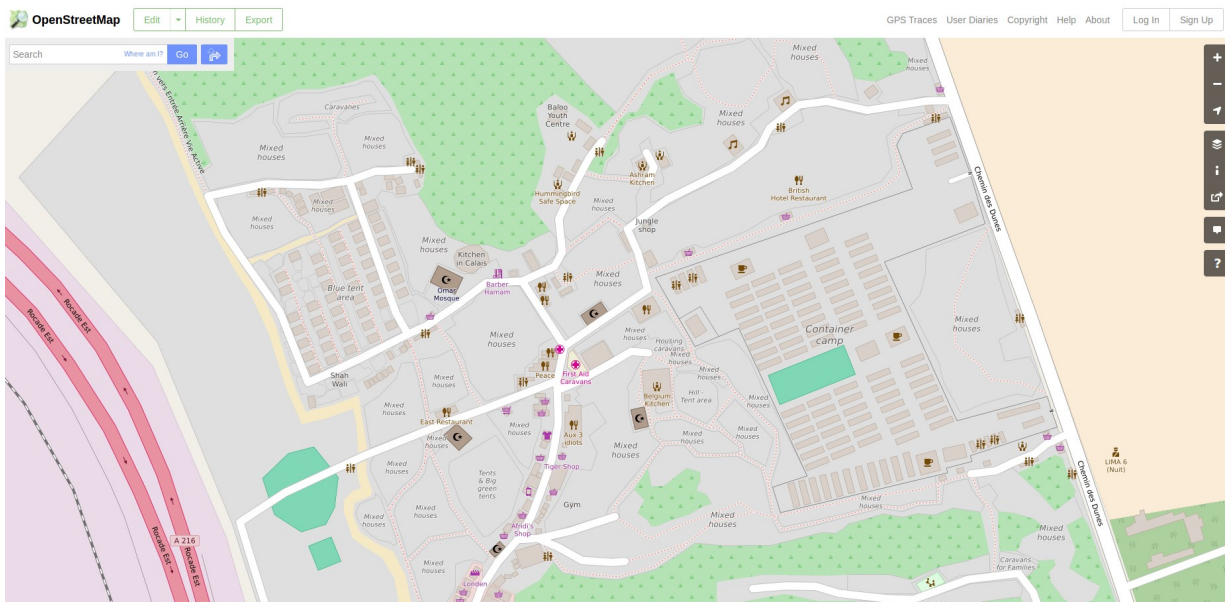 OpenStreetMap
Edit
History
Export
GPS Traces
User Diaries
Copyright
Help
About
Log In
Sign Up
Search
Where am I?
Go
n vers Entrée Arrière Vie Active
Caravanes
Mixed
houses
Mixed
houses
Mixed
houses
Mixed
houses
Mixed
houses
Blue tent
area
Shah
Wali
Mixed
houses
Kitchen
in Calais
Omar
Mosque
Barber
Hamam
Baloo
Youth
Centre
Hummingbird
Safe Space
Ashram
Kitchen
Mixed
houses
Jungle
shop
Mixed
houses
Mixed
houses
Mixed
houses
Mixed
houses
British
Hotel Restaurant
Chemin des Dunes
Mixed
houses
Mixed
houses
Peace
First Aid
Caravans
Mixed
houses
Housing
caravans
Mixed
houses
Container
camp
Mixed
houses
Belgium
Kitchen
Hill
Tent area
Mixed
houses
Mixed
houses
East Restaurant
Mixed
houses
Mixed
houses
Aux 3
idiots
Mixed
houses
Tiger Shop
Mixed
houses
Tents
& Big
green
tents
Gym
Afridi's
Shop
Mixed
houses
Mixed
houses
Londen
Mixed
houses
Mixed
houses
Mixed
houses
Caravans
for Families
Chemin des Dunes
LIMA 6
(Nuit)
Rocade Est
Rocade Est
Rocade Est
Rocade Est
A 216